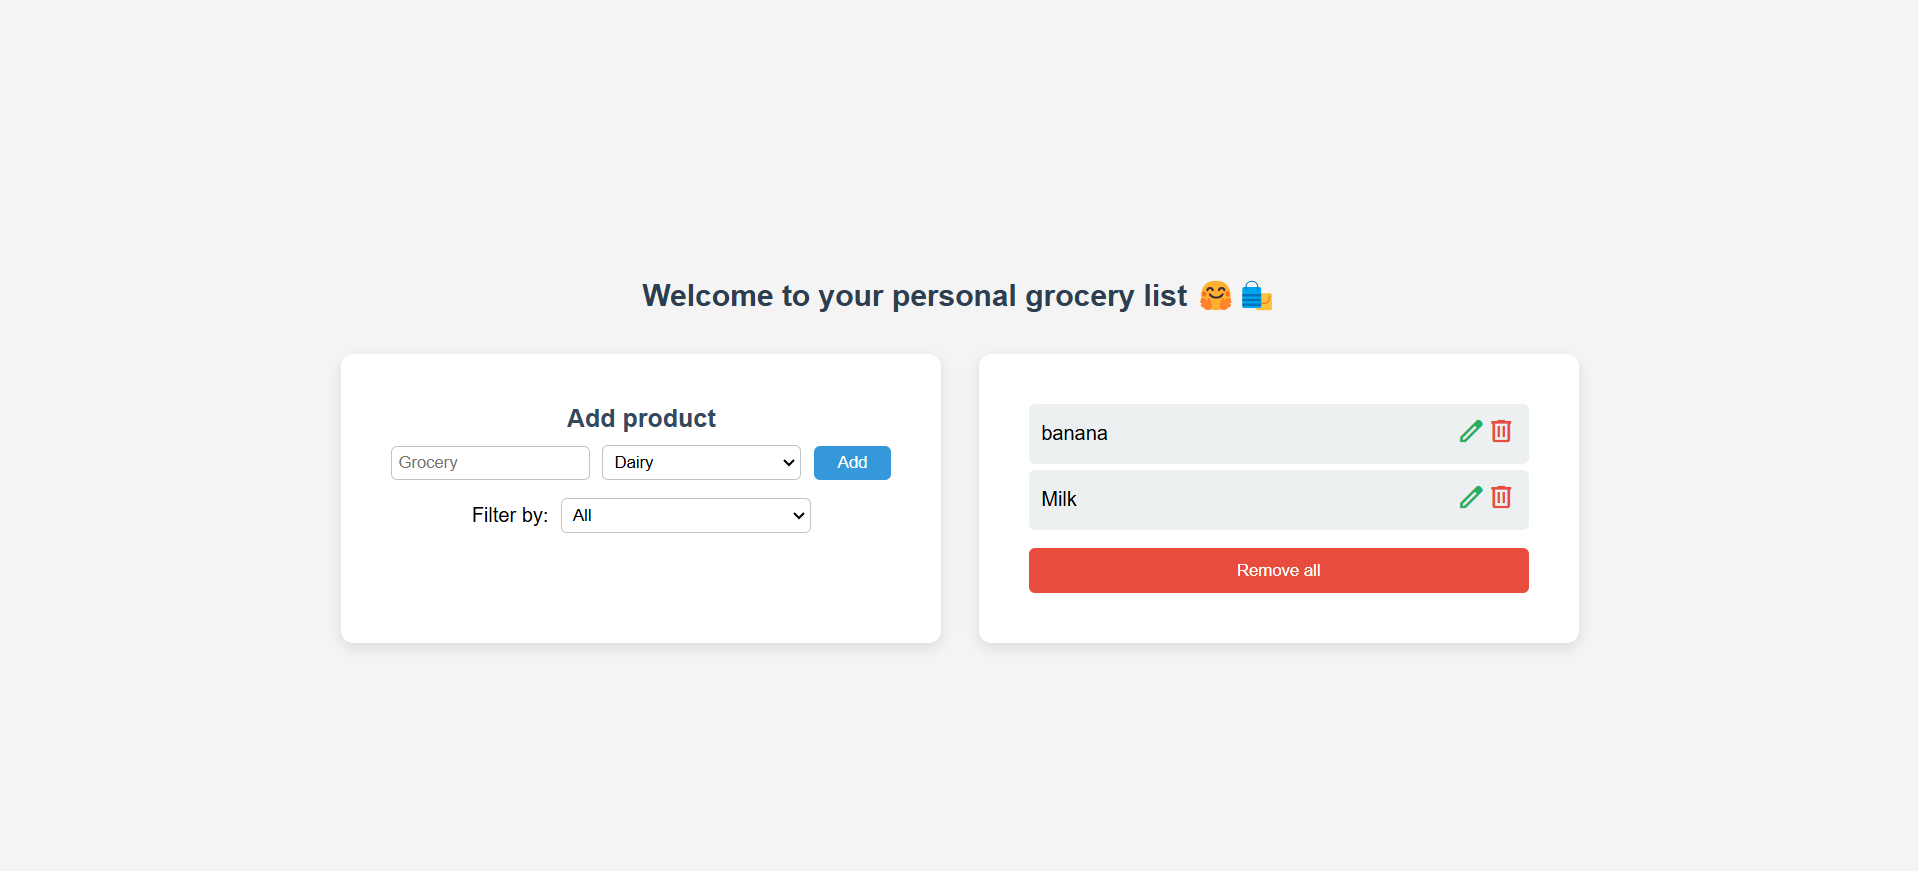 Welcome to your personal grocery list 🤗 🛍️
Add product
Grocery
Dairy
Add
Filter by:
All
banana
Milk
Remove all